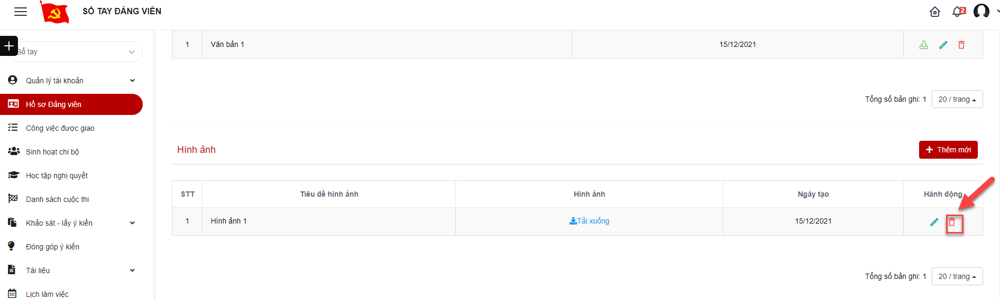 SỔ TAY ĐẢNG VIÊN
2
Sổ tay
Quản lý tài khoản
Hồ sơ Đảng viên
Công việc được giao
Sinh hoạt chi bộ
Học tập nghị quyết
Danh sách cuộc thi
Khảo sát - lấy ý kiến
Đóng góp ý kiến
Tài liệu
Lịch làm việc
1 Văn bản 1 15/12/2021
Tổng số bản ghi: 1 20 / trang
Hình ảnh
Thêm mới
STT Tiêu đề hình ảnh Hình ảnh Ngày tạo Hành động
1 Hình ảnh 1 Tải xuống 15/12/2021
Tổng số bản ghi: 1 20 / trang